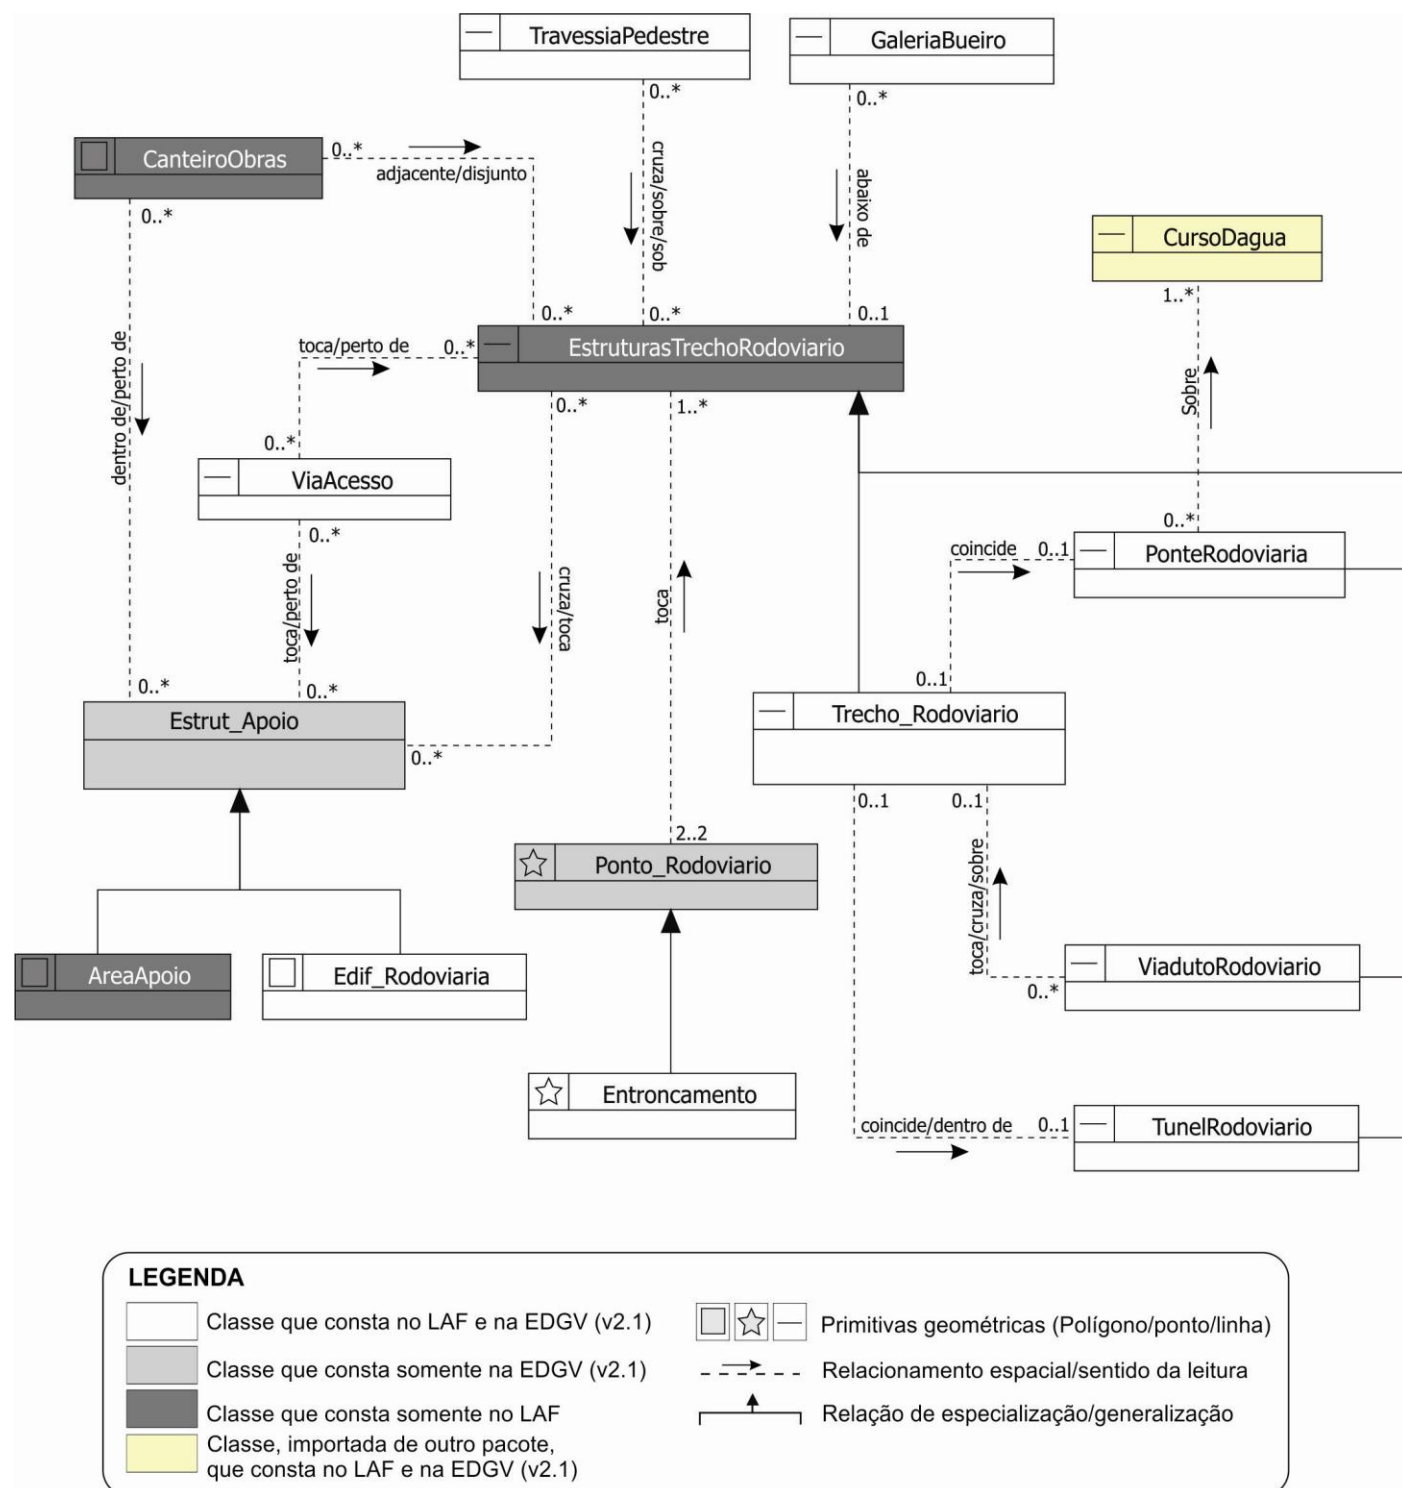 TravessiaPedestre
GaleriaBueiro
0..*
0..*
CanteiroObras
0..*
adjacente/disjunto
cruza/sobre/sob
abaixo de
0..*
CursoDagua
1..*
0..*
0..*
0..1
dentro de/perto de
toca/perto de
0..*
EstruturasTrechoRodoviario
Sobre
0..*
1..*
0..*
ViaAcesso
0..*
0..*
coincide
0..1
PonteRodoviaria
toca/perto de
cruza/toca
toca
0..1
0..*
0..*
Estrut_Apoio
Trecho_Rodoviario
0..*
0..1
0..1
2..2
Ponto_Rodoviario
toca/cruza/sobre
AreaApoio
Edif_Rodoviaria
ViadutoRodoviario
0..*
Entroncamento
coincide/dentro de
0..1
TunelRodoviario
LEGENDA
Classe que consta no LAF e na EDGV (v2.1)
Primitivas geométricas (Polígono/ponto/linha)
Classe que consta somente na EDGV (v2.1)
Relacionamento espacial/sentido da leitura
Classe que consta somente no LAF
Relação de especialização/generalização
Classe, importada de outro pacote,
que consta no LAF e na EDGV (v2.1)